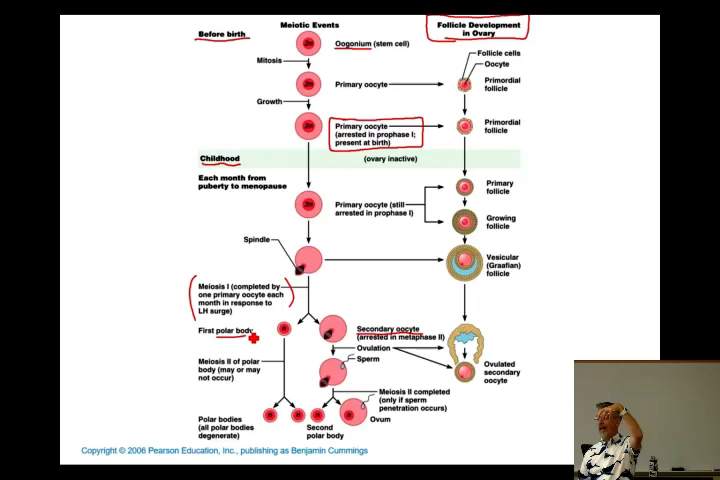 Meiotic Events
Follicle Development
in Ovary
Before birth
Oogonium (stem cell)
Follicle cells
Oocyte
Mitosis
Primary oocyte
Primordial
follicle
Growth
Primary oocyte
(arrested in prophase I;
present at birth)
Primordial
follicle
Childhood
(ovary inactive)
Each month from
puberty to menopause
Primary
follicle
Primary oocyte (still
arrested in prophase I)
Growing
follicle
Spindle
Vesicular
(Graafian)
follicle
Meiosis I (completed by
one primary oocyte each
month in response to
LH surge)
First polar body
Secondary oocyte
(arrested in metaphase II)
Ovulation
Sperm
Meiosis II of polar
body (may or may
not occur)
Ovulated
secondary
oocyte
Meiosis II completed
(only if sperm
penetration occurs)
Polar bodies
(all polar bodies
degenerate)
Second
polar body
Ovum
Copyright © 2006 Pearson Education, Inc., publishing as Benjamin Cummings